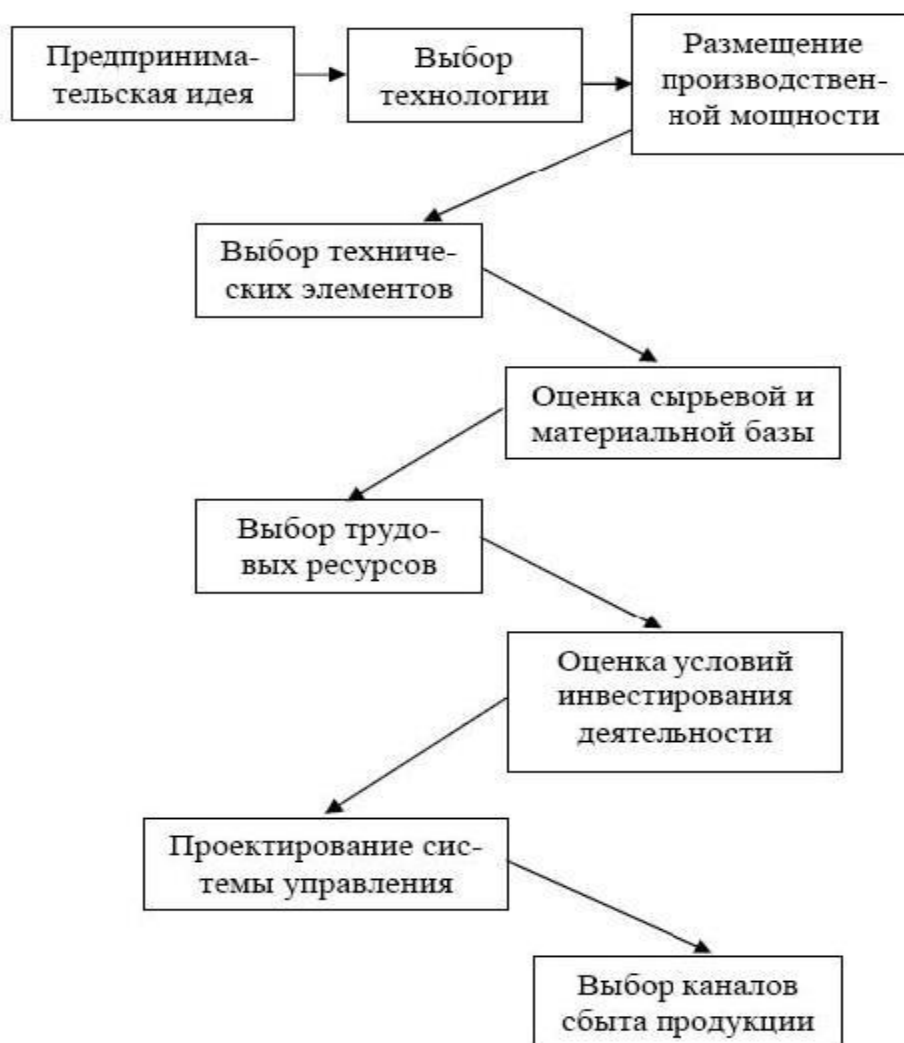 Предпринима-
тельская идея
Выбор
технологии
Размещение
производствен-
ной мощности
Выбор техниче-
ских элементов
Оценка сырьевой и
материальной базы
Выбор трудо-
вых ресурсов
Оценка условий
инвестирования
деятельности
Проектирование сис-
темы управления
Выбор каналов
сбыта продукции